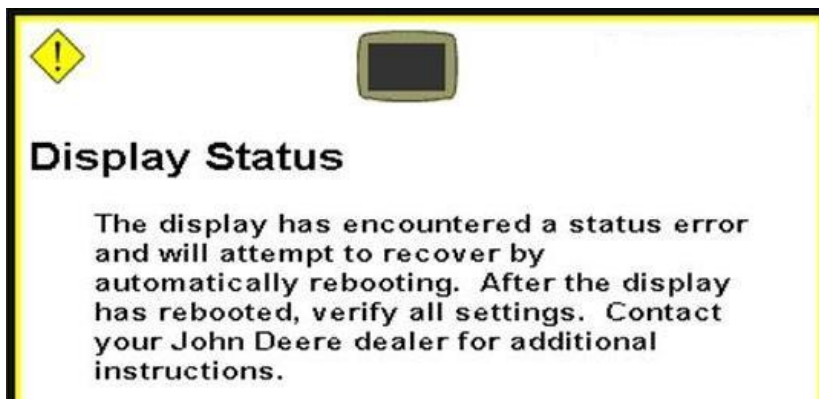 !
Display Status
The display has encountered a status error
and will attempt to recover by
automatically rebooting.  After the display
has rebooted, verify all settings.  Contact
your John Deere dealer for additional
instructions.